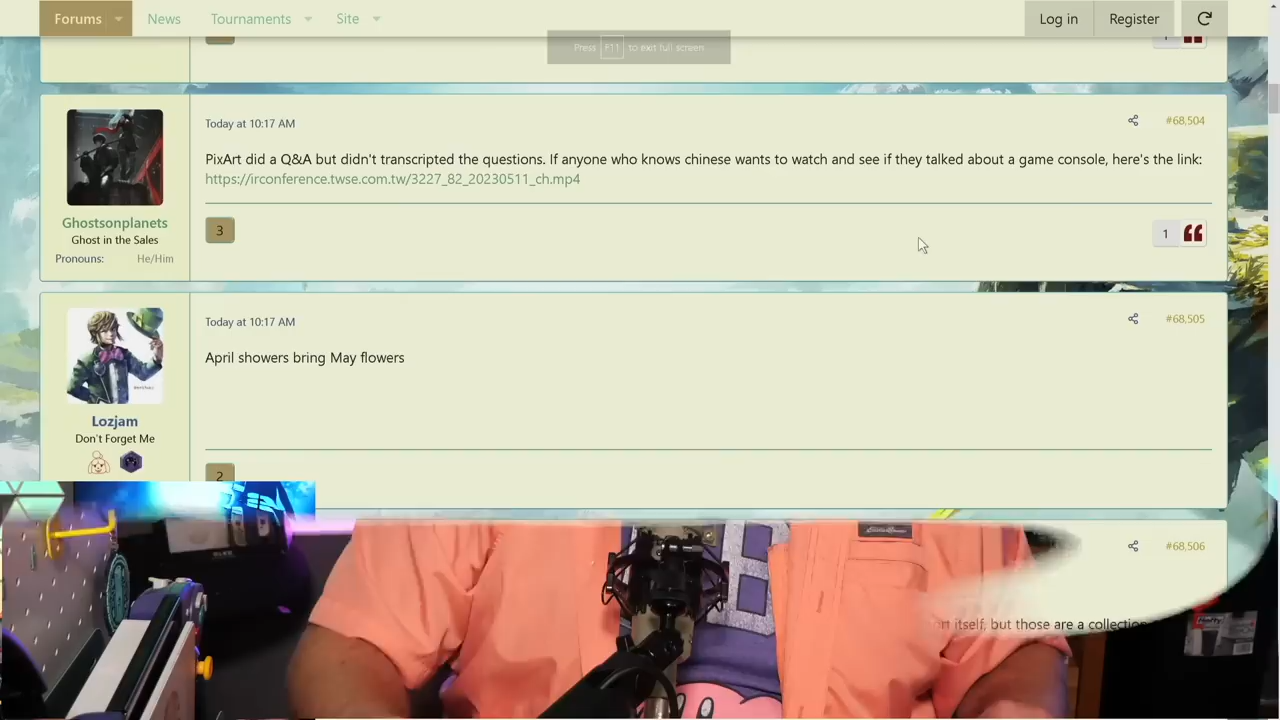 Forums
News
Tournaments
Site
Log in
Register
Press F11 to exit full screen
1
Today at 10:17 AM
#68,504
PixArt did a Q&A but didn't transcripted the questions. If anyone who knows chinese wants to watch and see if they talked about a game console, here's the link:
https://irconference.twse.com.tw/3227_82_20230511_ch.mp4
Ghostsonplanets
Ghost in the Sales
Pronouns: He/Him
3
1
Today at 10:17 AM
#68,505
April showers bring May flowers
Lozjam
Don't Forget Me
2
#68,506
itself, but those are a collection